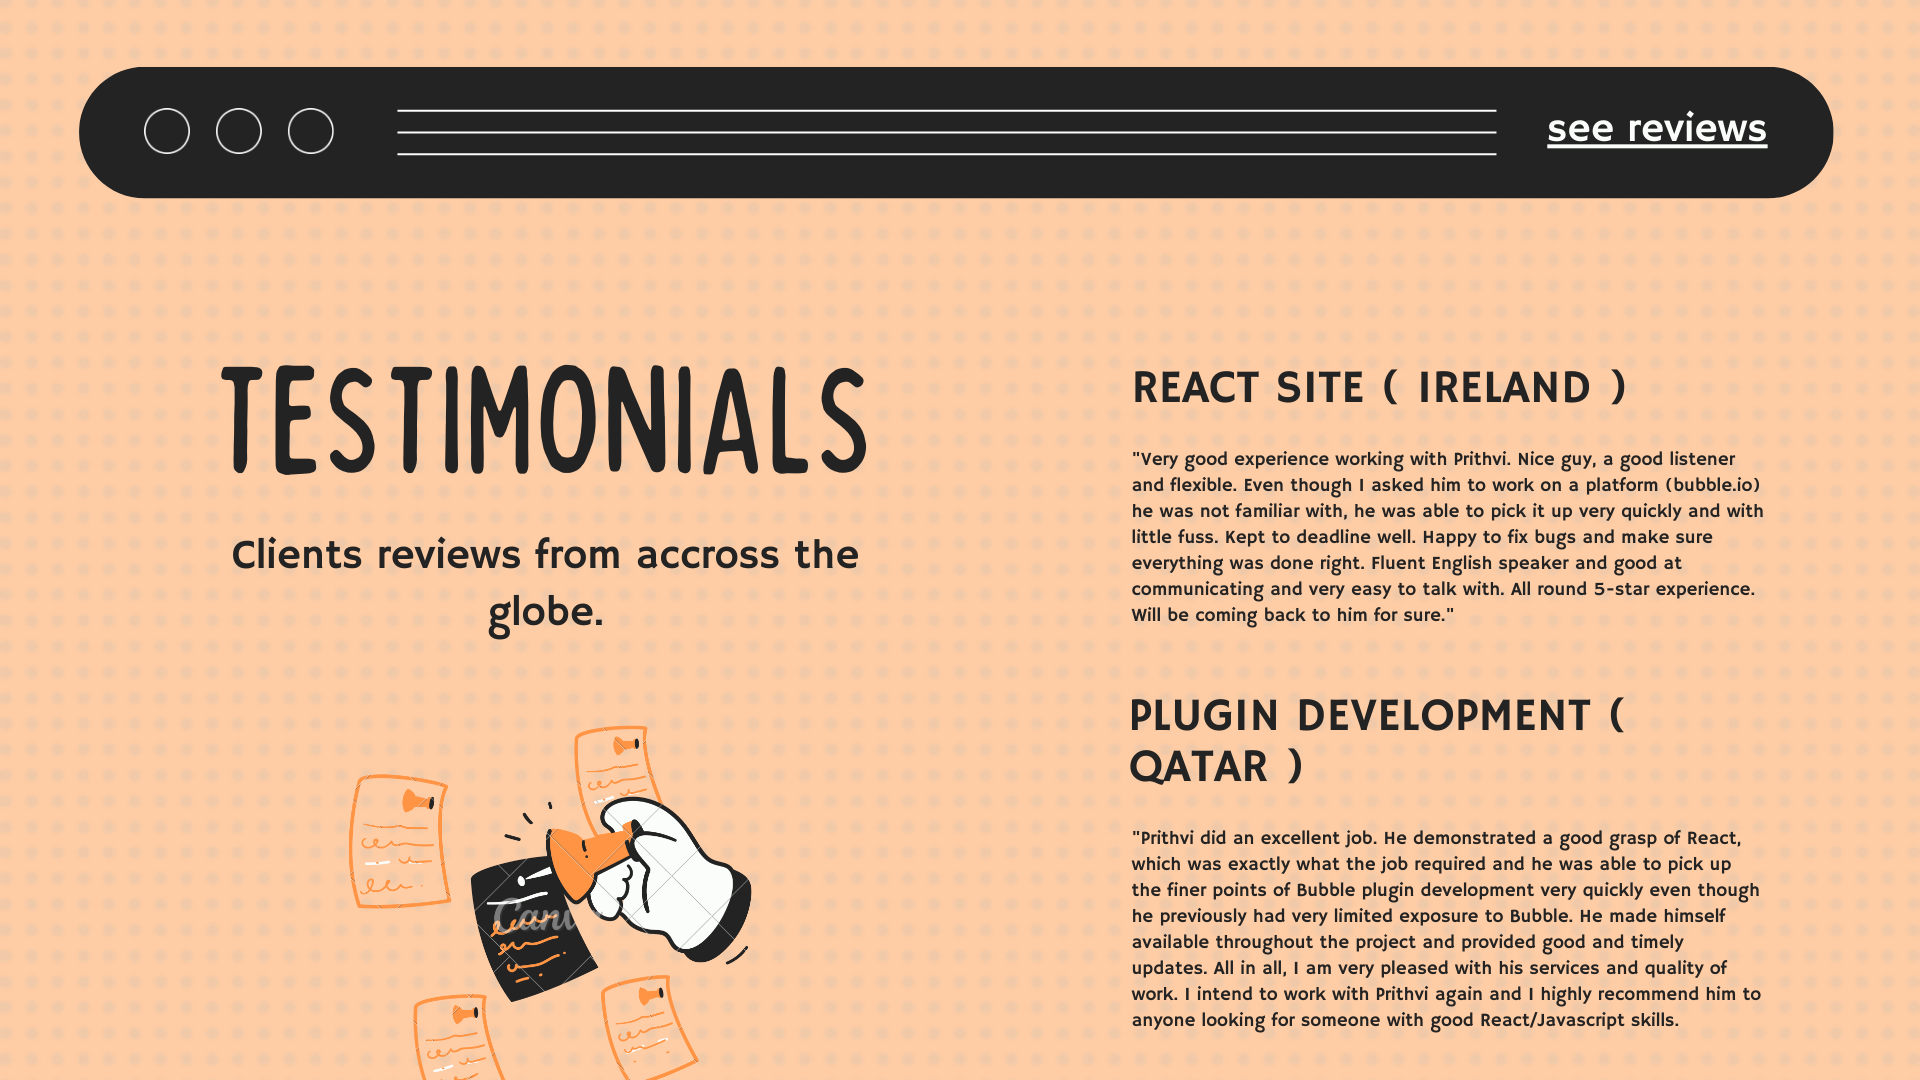 see reviews
TESTIMONIALS
Clients reviews from accross the
globe.
REACT SITE ( IRELAND )
"Very good experience working with Prithvi. Nice guy, a good listener
and flexible. Even though I asked him to work on a platform (bubble.io)
he was not familiar with, he was able to pick it up very quickly and with
little fuss. Kept to deadline well. Happy to fix bugs and make sure
everything was done right. Fluent English speaker and good at
communicating and very easy to talk with. All round 5-star experience.
Will be coming back to him for sure."
PLUGIN DEVELOPMENT (
QATAR )
"Prithvi did an excellent job. He demonstrated a good grasp of React,
which was exactly what the job required and he was able to pick up
the finer points of Bubble plugin development very quickly even though
he previously had very limited exposure to Bubble. He made himself
available throughout the project and provided good and timely
updates. All in all, I am very pleased with his services and quality of
work. I intend to work with Prithvi again and I highly recommend him to
anyone looking for someone with good React/Javascript skills.